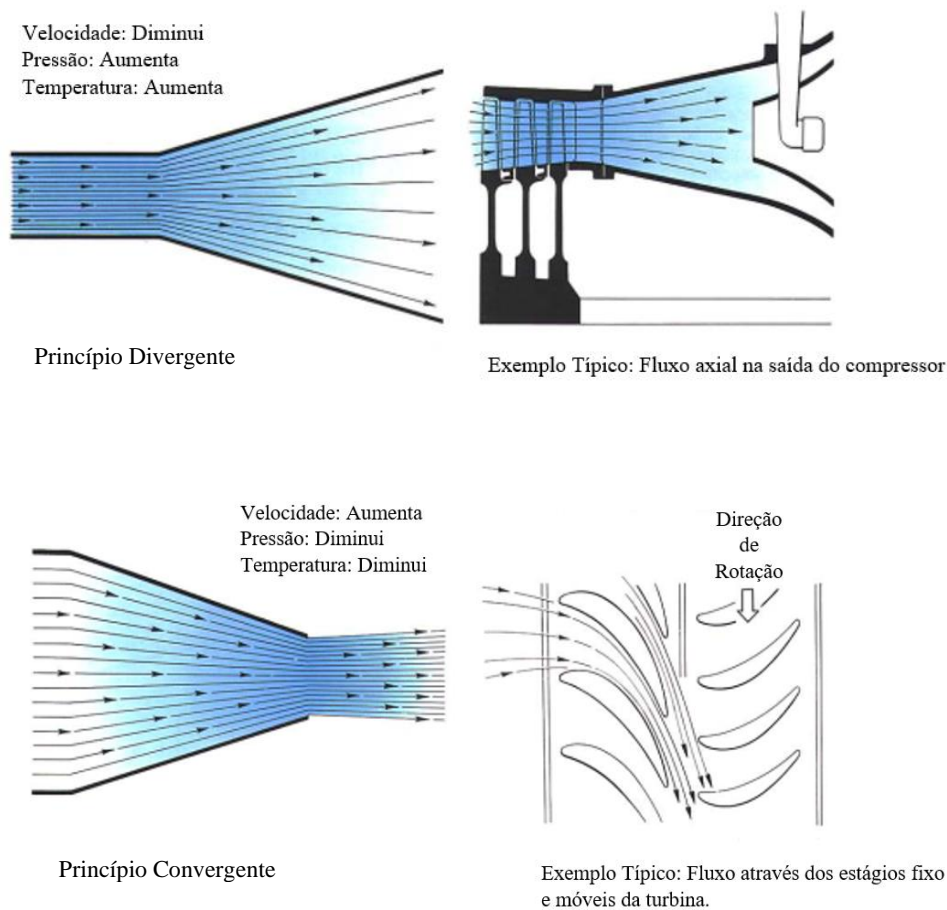 Velocidade: Diminui
Pressão: Aumenta
Temperatura: Aumenta
Princípio Divergente
Exemplo Típico: Fluxo axial na saída do compressor
Velocidade: Aumenta
Pressão: Diminui
Temperatura: Diminui
Direção
de
Rotação
Princípio Convergente
Exemplo Típico: Fluxo através dos estágios fixo
e móveis da turbina.